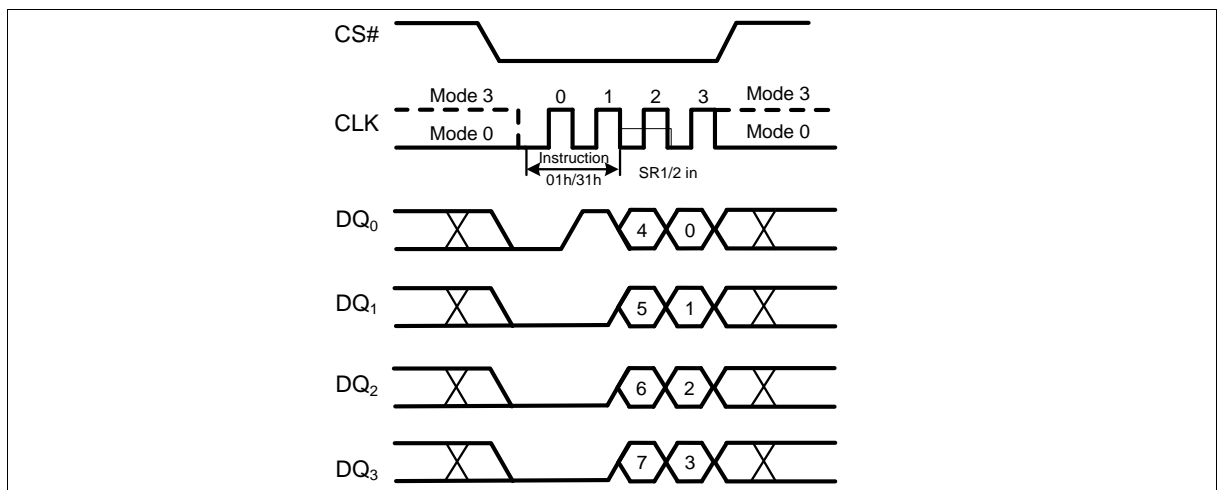 CS#
Mode 3 0 1 2 3 Mode 3
CLK
Mode 0 Mode 0
Instruction
01h/31h SR1/2 in
DQ0 4 0
DQ1 5 1
DQ2 6 2
DQ3 7 3